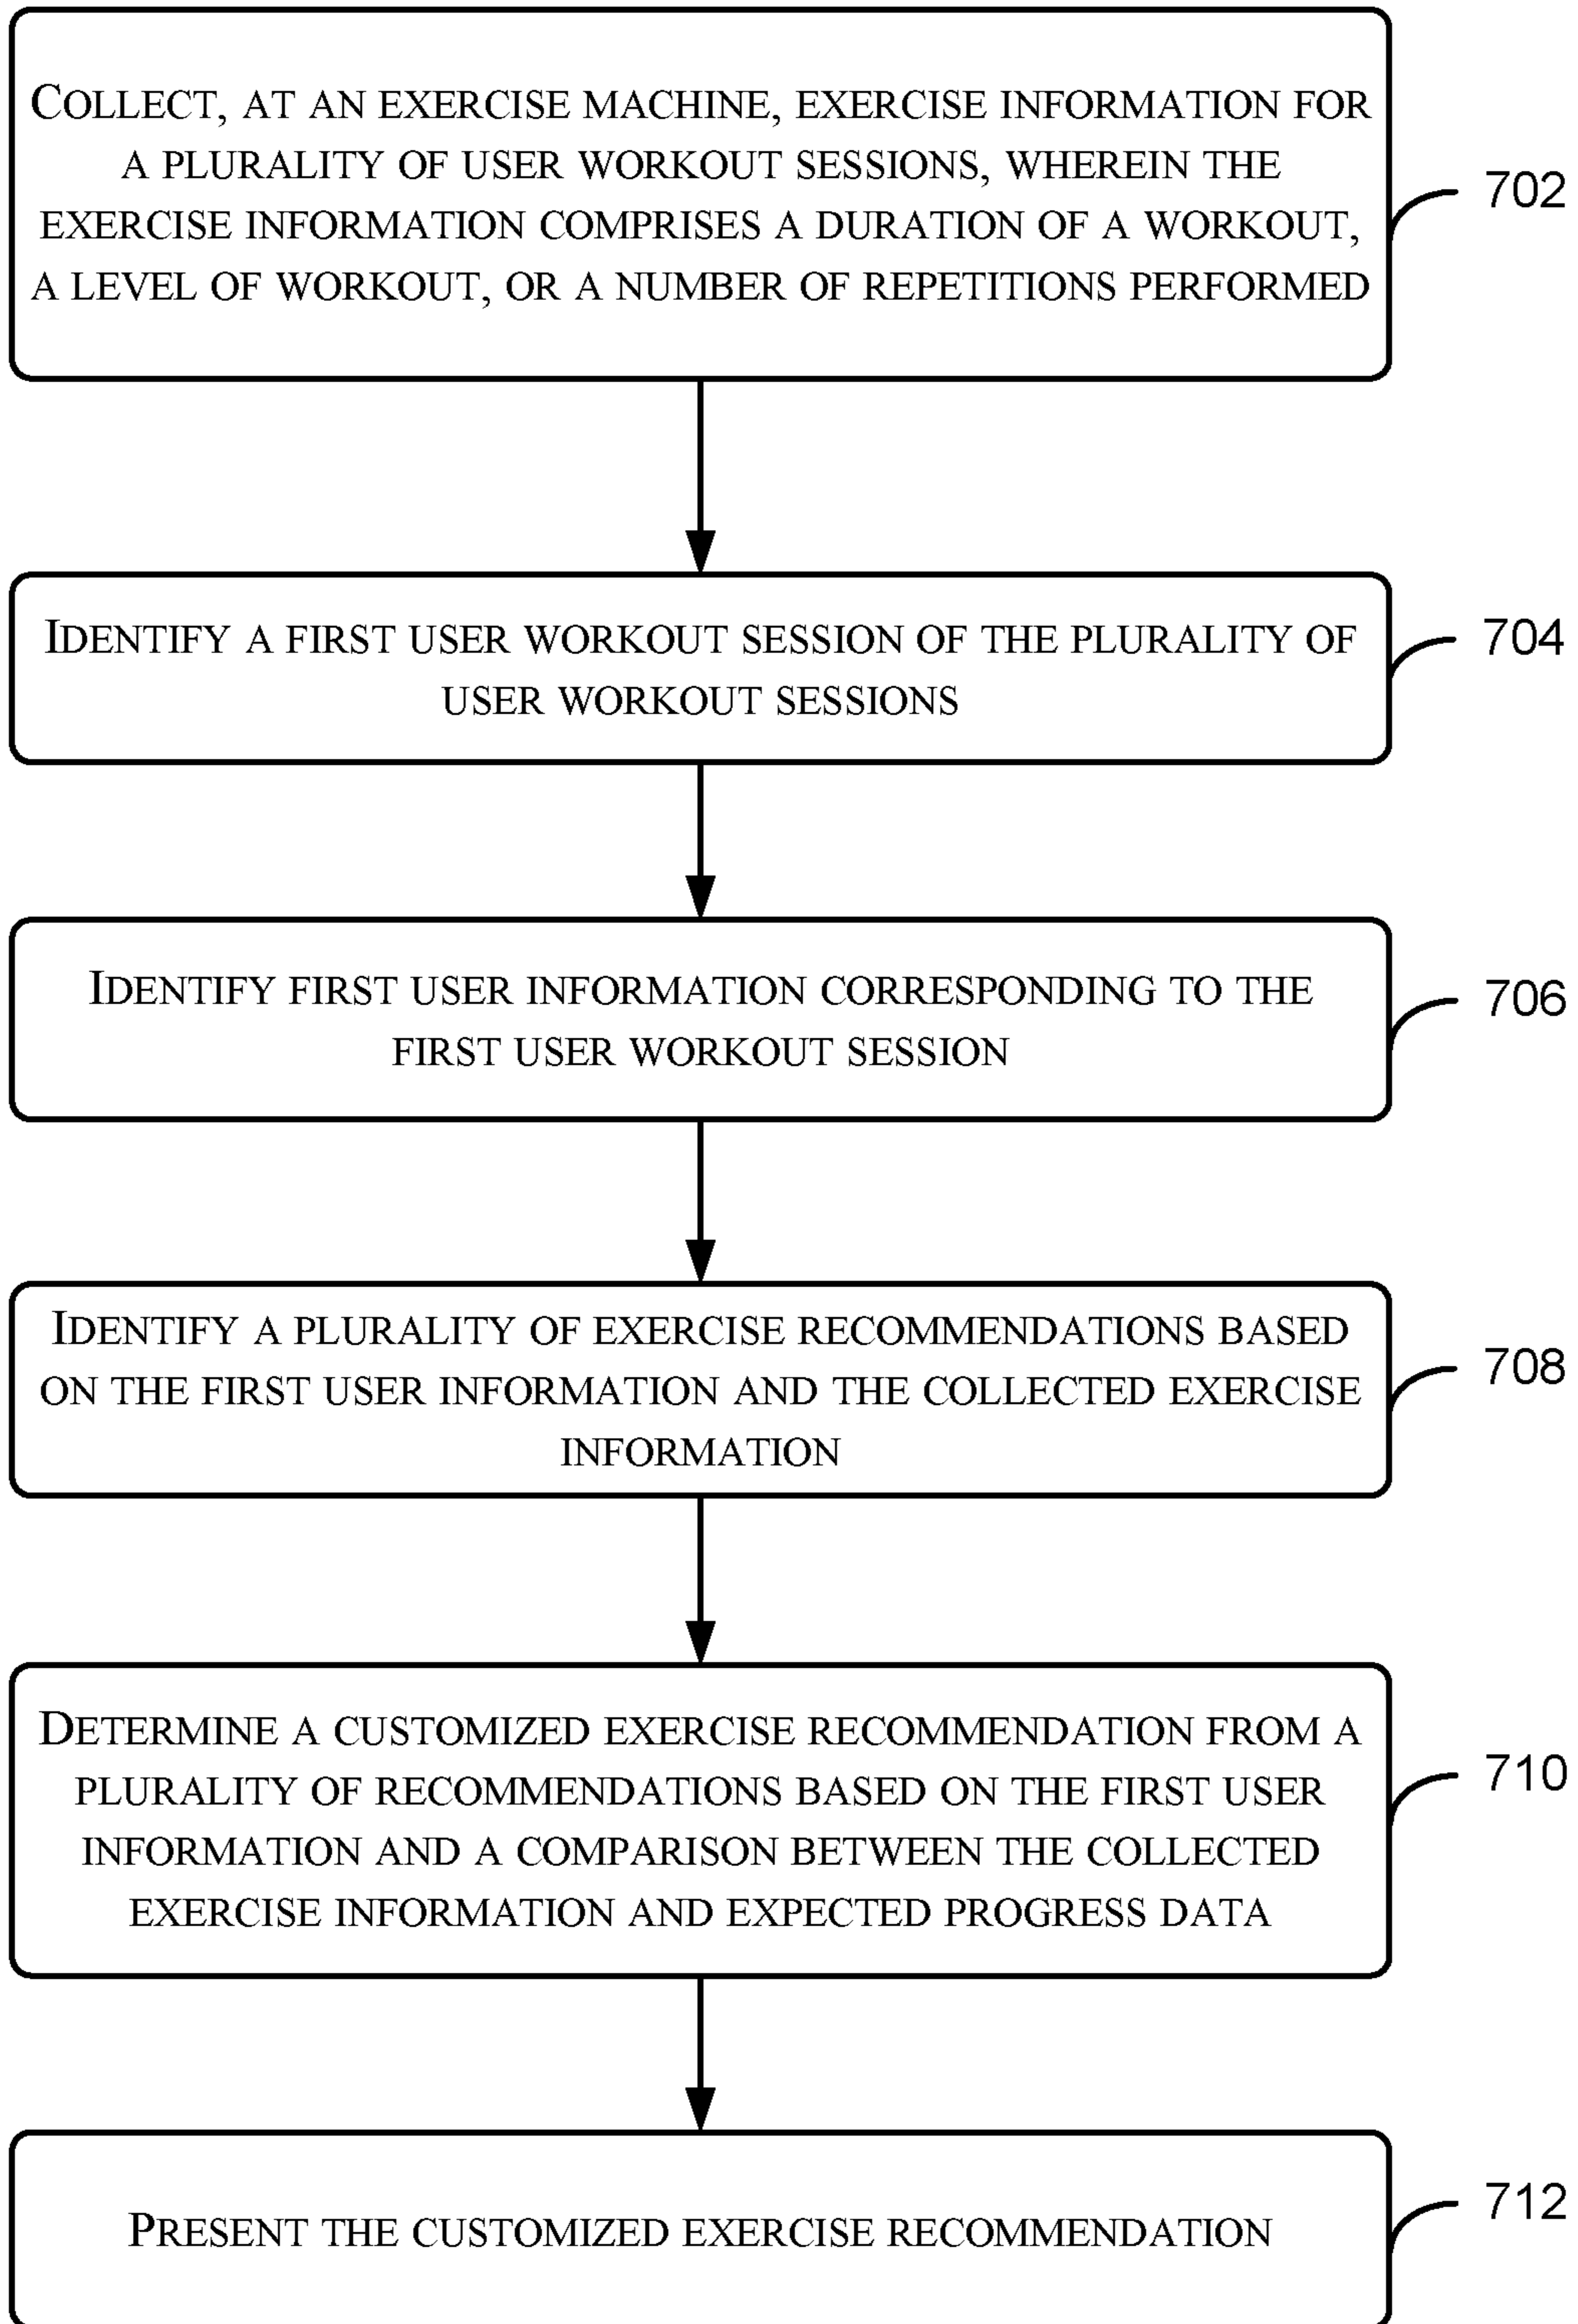 COLLECT, AT AN EXERCISE MACHINE, EXERCISE INFORMATION FOR
A PLURALITY OF USER WORKOUT SESSIONS, WHEREIN THE
EXERCISE INFORMATION COMPRISES A DURATION OF A WORKOUT,
A LEVEL OF WORKOUT, OR A NUMBER OF REPETITIONS PERFORMED
702
IDENTIFY A FIRST USER WORKOUT SESSION OF THE PLURALITY OF
USER WORKOUT SESSIONS
704
IDENTIFY FIRST USER INFORMATION CORRESPONDING TO THE
FIRST USER WORKOUT SESSION
706
IDENTIFY A PLURALITY OF EXERCISE RECOMMENDATIONS BASED
ON THE FIRST USER INFORMATION AND THE COLLECTED EXERCISE
INFORMATION
708
DETERMINE A CUSTOMIZED EXERCISE RECOMMENDATION FROM A
PLURALITY OF RECOMMENDATIONS BASED ON THE FIRST USER
INFORMATION AND A COMPARISON BETWEEN THE COLLECTED
EXERCISE INFORMATION AND EXPECTED PROGRESS DATA
710
PRESENT THE CUSTOMIZED EXERCISE RECOMMENDATION
712